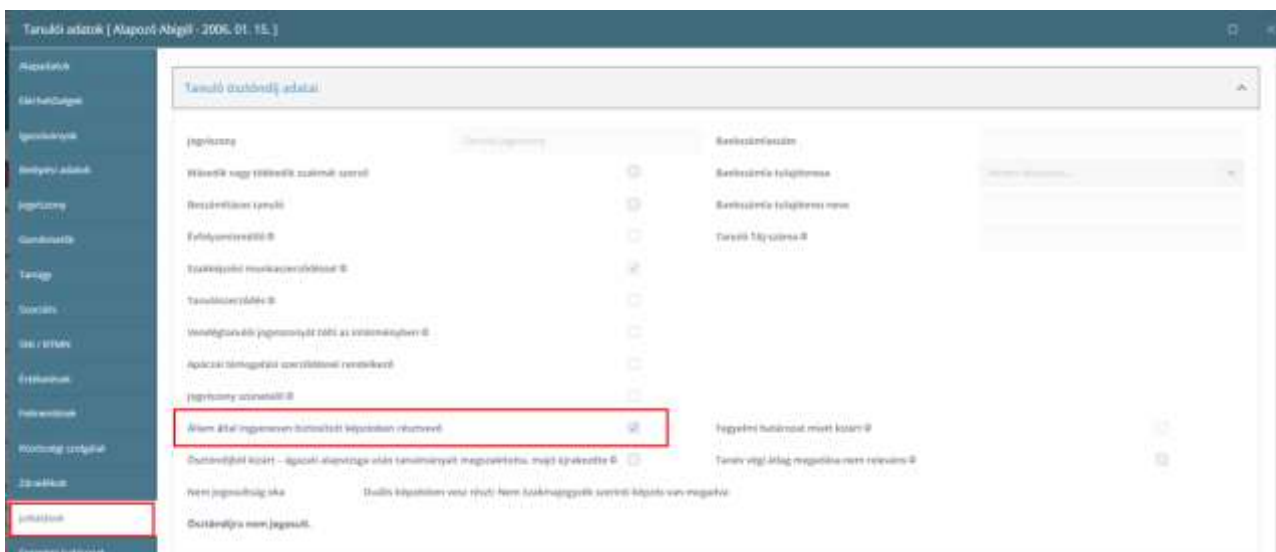 Tanulói adatok [ Alapozó Abigél - 2006. 01. 15. ]
Alapadatok
Elérhetőségek
Igazolványok
Belépési adatok
Jogviszony
Gondviselők
Tantárgy
Szociális
SNI / BTMN
Értékelések
Feljegyzések
Közösségi szolgálat
Záradékok
Juttatások
Tanuló ösztöndíj adatai
Jogviszony
Bankszámlaszám
Második vagy többedik szakmát szerző
Bankszámla tulajdonosa
Beszámításos tanuló
Bankszámla tulajdonos neve
Évfolyamismétlő
Tanuló Taj-száma
Szakképzési munkaszerződéssel
Tanulószerződés
Vendégtanulói jogviszonyát tölti az intézményben
Apáczai támogatási szerződéssel rendelkező
Jogviszony szünetelő
Állam által ingyenesen biztosított képzésben résztvevő
Fegyelmi határozat miatt kizárt
Ösztöndíjból kizárt – ágazati alapvizsga után tanulmányait megszakította, majd újrakezdte
Tanév végi átlag megadása nem releváns
Nem jogosultság oka
Duális képzésben vesz részt! Nem Szakmajegyzék szerinti képzés van megadva
Ösztöndíjra nem jogosult.